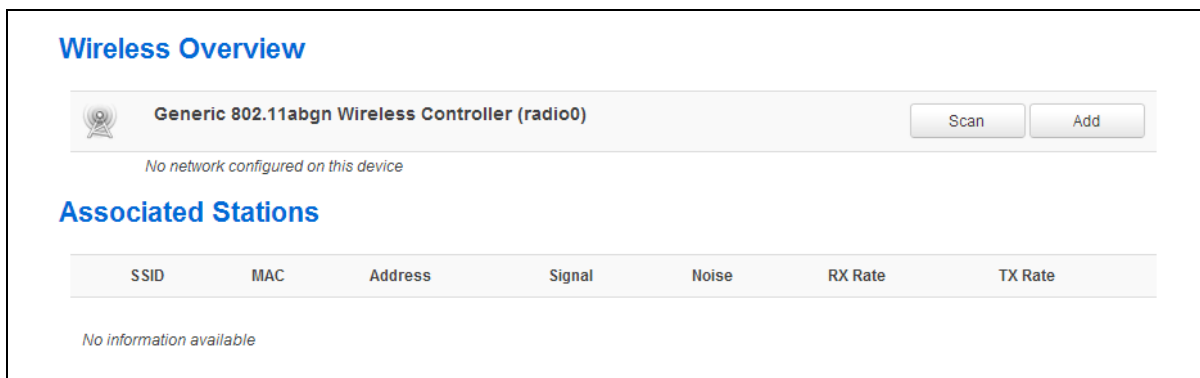 Wireless Overview
Generic 802.11abgn Wireless Controller (radio0)
Scan Add
No network configured on this device
Associated Stations
SSID MAC Address Signal Noise RX Rate TX Rate
No information available